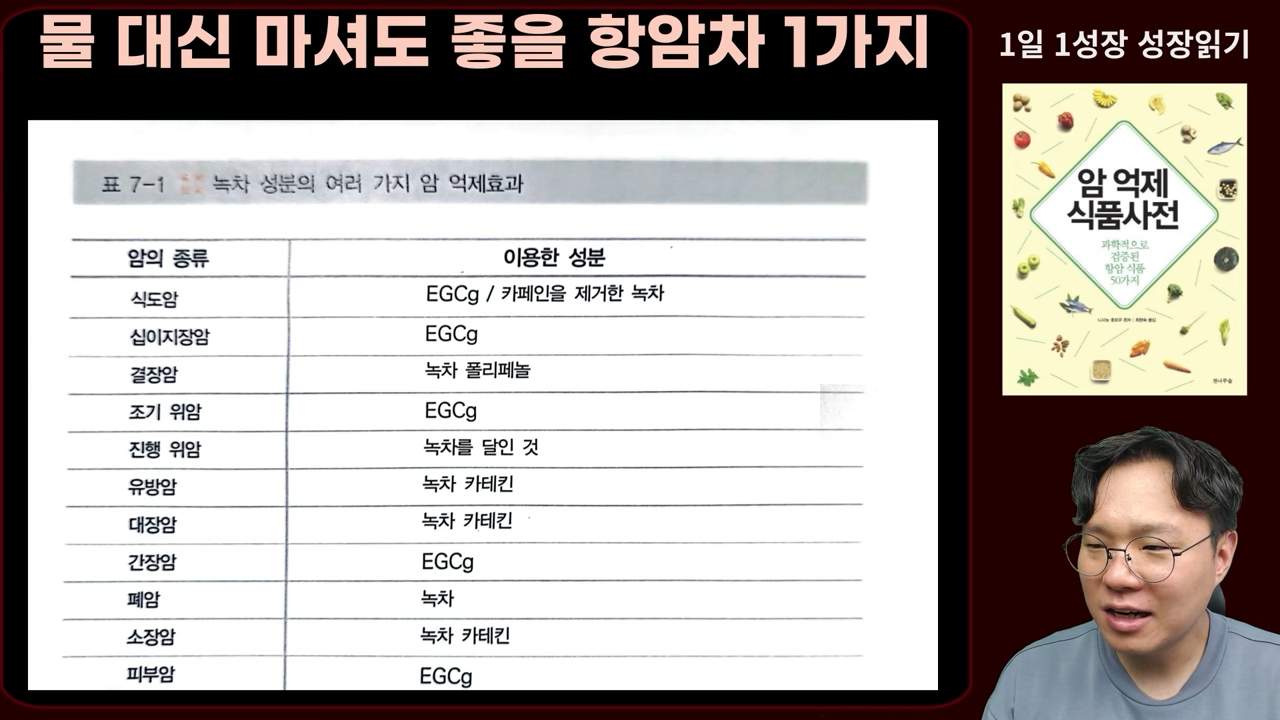 물 대신 마셔도 좋을 항암차 1가지
1일 1성장 성장읽기
암 억제
식품사전
과학적으로
검증된
항암 식품
50가지
전나무숲
표 7-1 녹차 성분의 여러 가지 암 억제효과
암의 종류 이용한 성분
식도암 EGCg / 카페인을 제거한 녹차
십이지장암 EGCg
결장암 녹차 폴리페놀
조기 위암 EGCg
진행 위암 녹차를 달인 것
유방암 녹차 카테킨
대장암 녹차 카테킨
간장암 EGCg
폐암 녹차
소장암 녹차 카테킨
피부암 EGCg